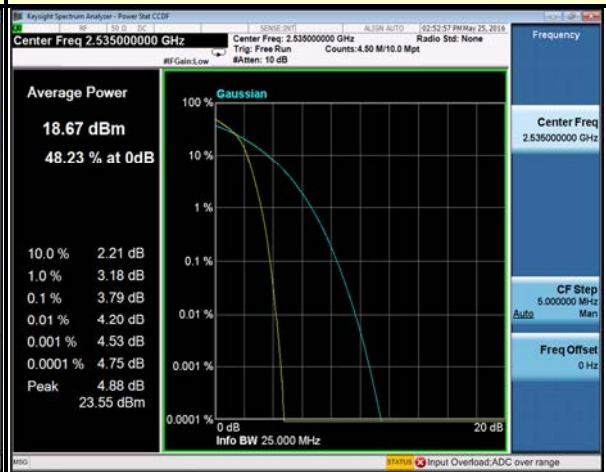 Keysight Spectrum Analyzer - Power Stat CCDF
RF 50 Ω DC SENSE:INT ALIGN AUTO 02:52:57 PM May 25, 2016
Center Freq 2.535000000 GHz
Center Freq: 2.535000000 GHz Radio Std: None
Trig: Free Run Counts:4.50 M/10.0 Mpt
#IFGain:Low #Atten: 10 dB
Frequency
Average Power
18.67 dBm
48.23 % at 0dB
10.0 % 2.21 dB
1.0 % 3.18 dB
0.1 % 3.79 dB
0.01 % 4.20 dB
0.001 % 4.53 dB
0.0001 % 4.75 dB
Peak 4.88 dB
23.55 dBm
Gaussian
100 %
10 %
1 %
0.1 %
0.01 %
0.001 %
0.0001 %
0 dB 20 dB
Info BW 25.000 MHz
Center Freq
2.535000000 GHz
CF Step
5.000000 MHz
Auto Man
Freq Offset
0 Hz
MSG STATUS Input Overload;ADC over range